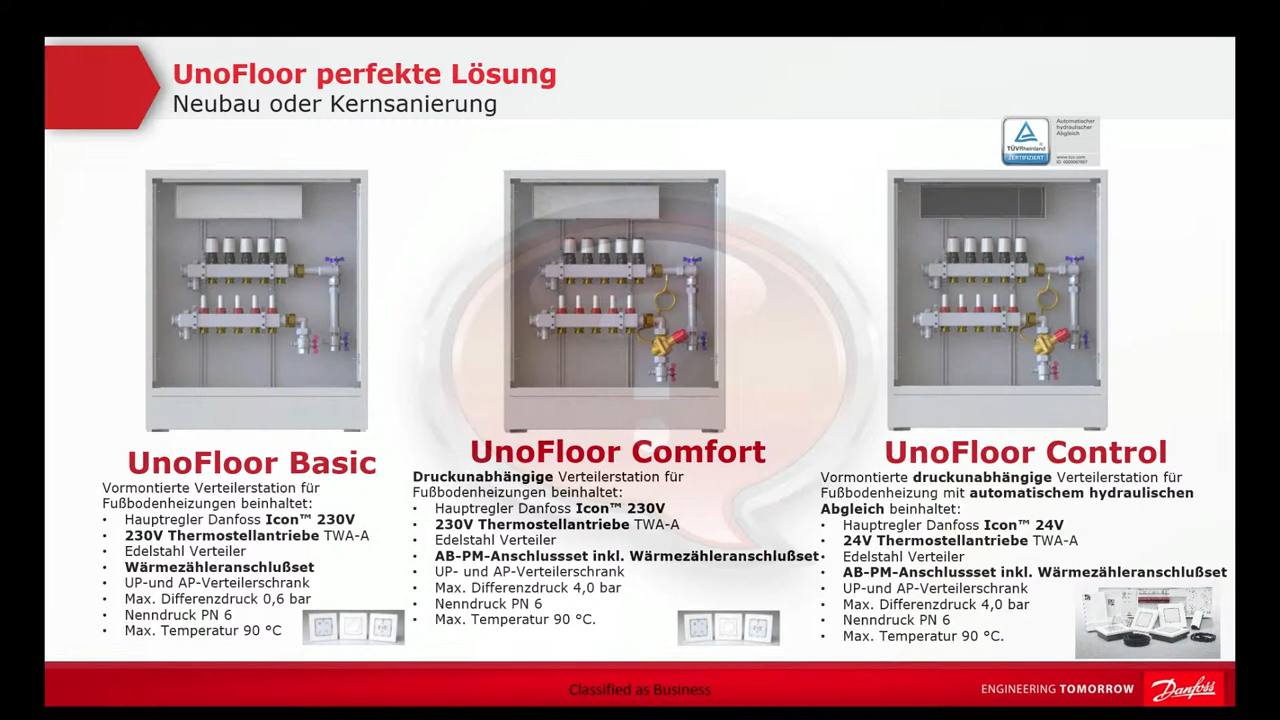 UnoFloor perfekte Lösung
Neubau oder Kernsanierung
TÜVRheinland
ZERTIFIZIERT
Automatischer
hydraulischer
Abgleich
www.tuv.com
UnoFloor Basic
Vormontierte Verteilerstation für
Fußbodenheizungen beinhaltet:
• Hauptregler Danfoss Icon™ 230V
• 230V Thermostellantriebe TWA-A
• Edelstahl Verteiler
• Wärmezähleranschlußset
• UP-und AP-Verteilerschrank
• Max. Differenzdruck 0,6 bar
• Nenndruck PN 6
• Max. Temperatur 90 °C
UnoFloor Comfort
Druckunabhängige Verteilerstation für
Fußbodenheizungen beinhaltet:
• Hauptregler Danfoss Icon™ 230V
• 230V Thermostellantriebe TWA-A
• Edelstahl Verteiler
• AB-PM-Anschlussset inkl. Wärmezähleranschlußset
• UP- und AP-Verteilerschrank
• Max. Differenzdruck 4,0 bar
• Nenndruck PN 6
• Max. Temperatur 90 °C.
UnoFloor Control
Vormontierte druckunabhängige Verteilerstation für
Fußbodenheizung mit automatischem hydraulischen
Abgleich beinhaltet:
• Hauptregler Danfoss Icon™ 24V
• 24V Thermostellantriebe TWA-A
• Edelstahl Verteiler
• AB-PM-Anschlussset inkl. Wärmezähleranschlußset
• UP-und AP-Verteilerschrank
• Max. Differenzdruck 4,0 bar
• Nenndruck PN 6
• Max. Temperatur 90 °C.
Classified as Business
ENGINEERING TOMORROW
Danfoss